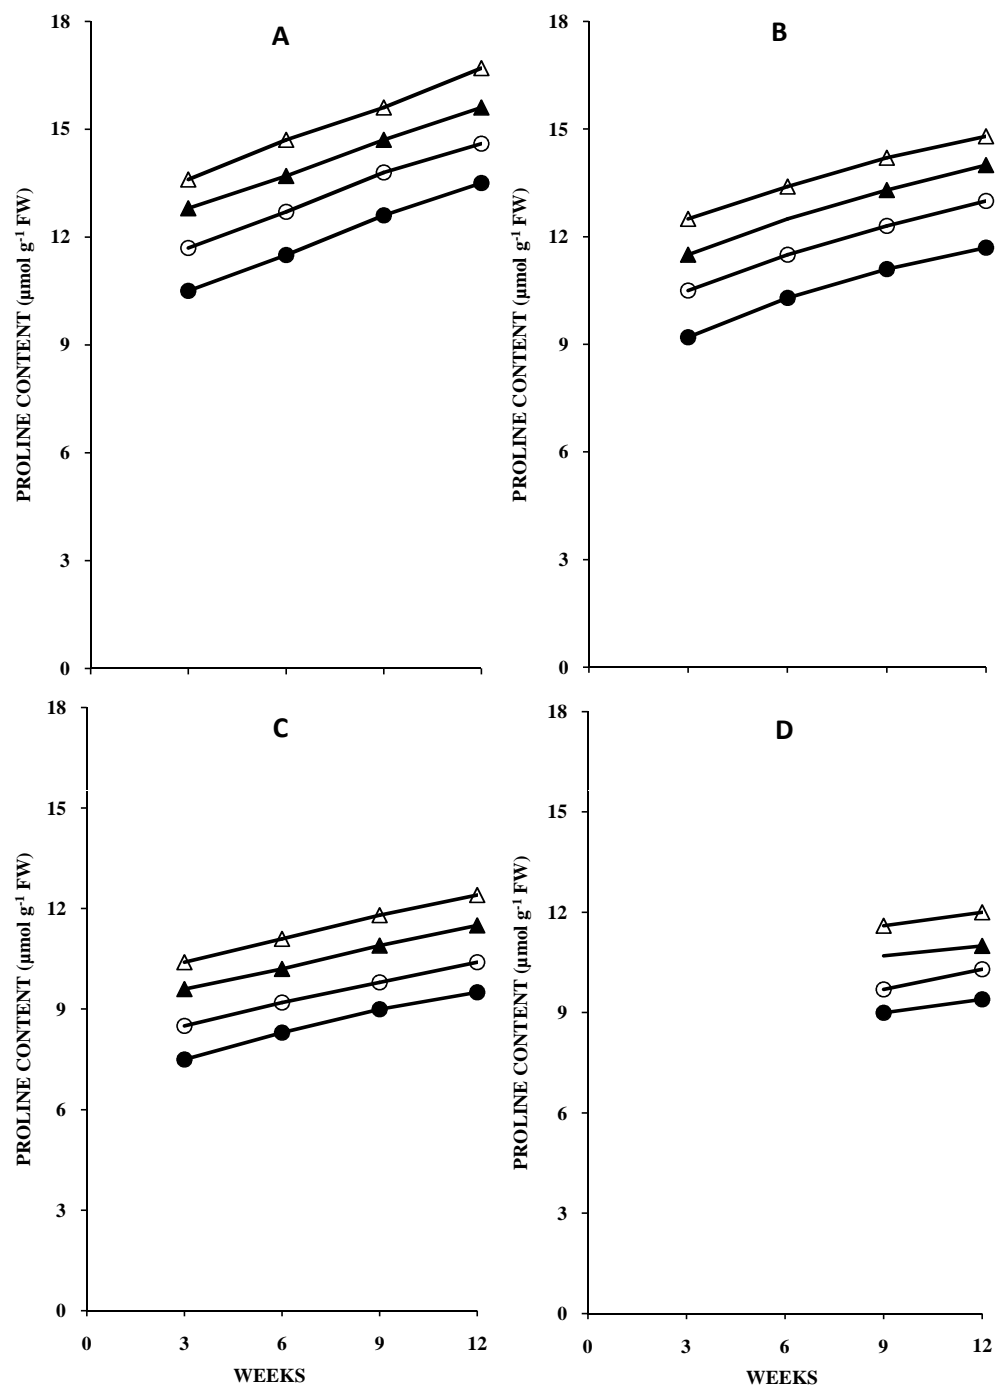 A
18
15
12
9
6
3
0
PROLINE CONTENT (µmol g-1 FW)
B
18
15
12
9
6
3
0
PROLINE CONTENT (µmol g-1 FW)
C
18
15
12
9
6
3
0
PROLINE CONTENT (µmol g-1 FW)
0 3 6 9 12
WEEKS
D
18
15
12
9
6
3
0
PROLINE CONTENT (µmol g-1 FW)
0 3 6 9 12
WEEKS